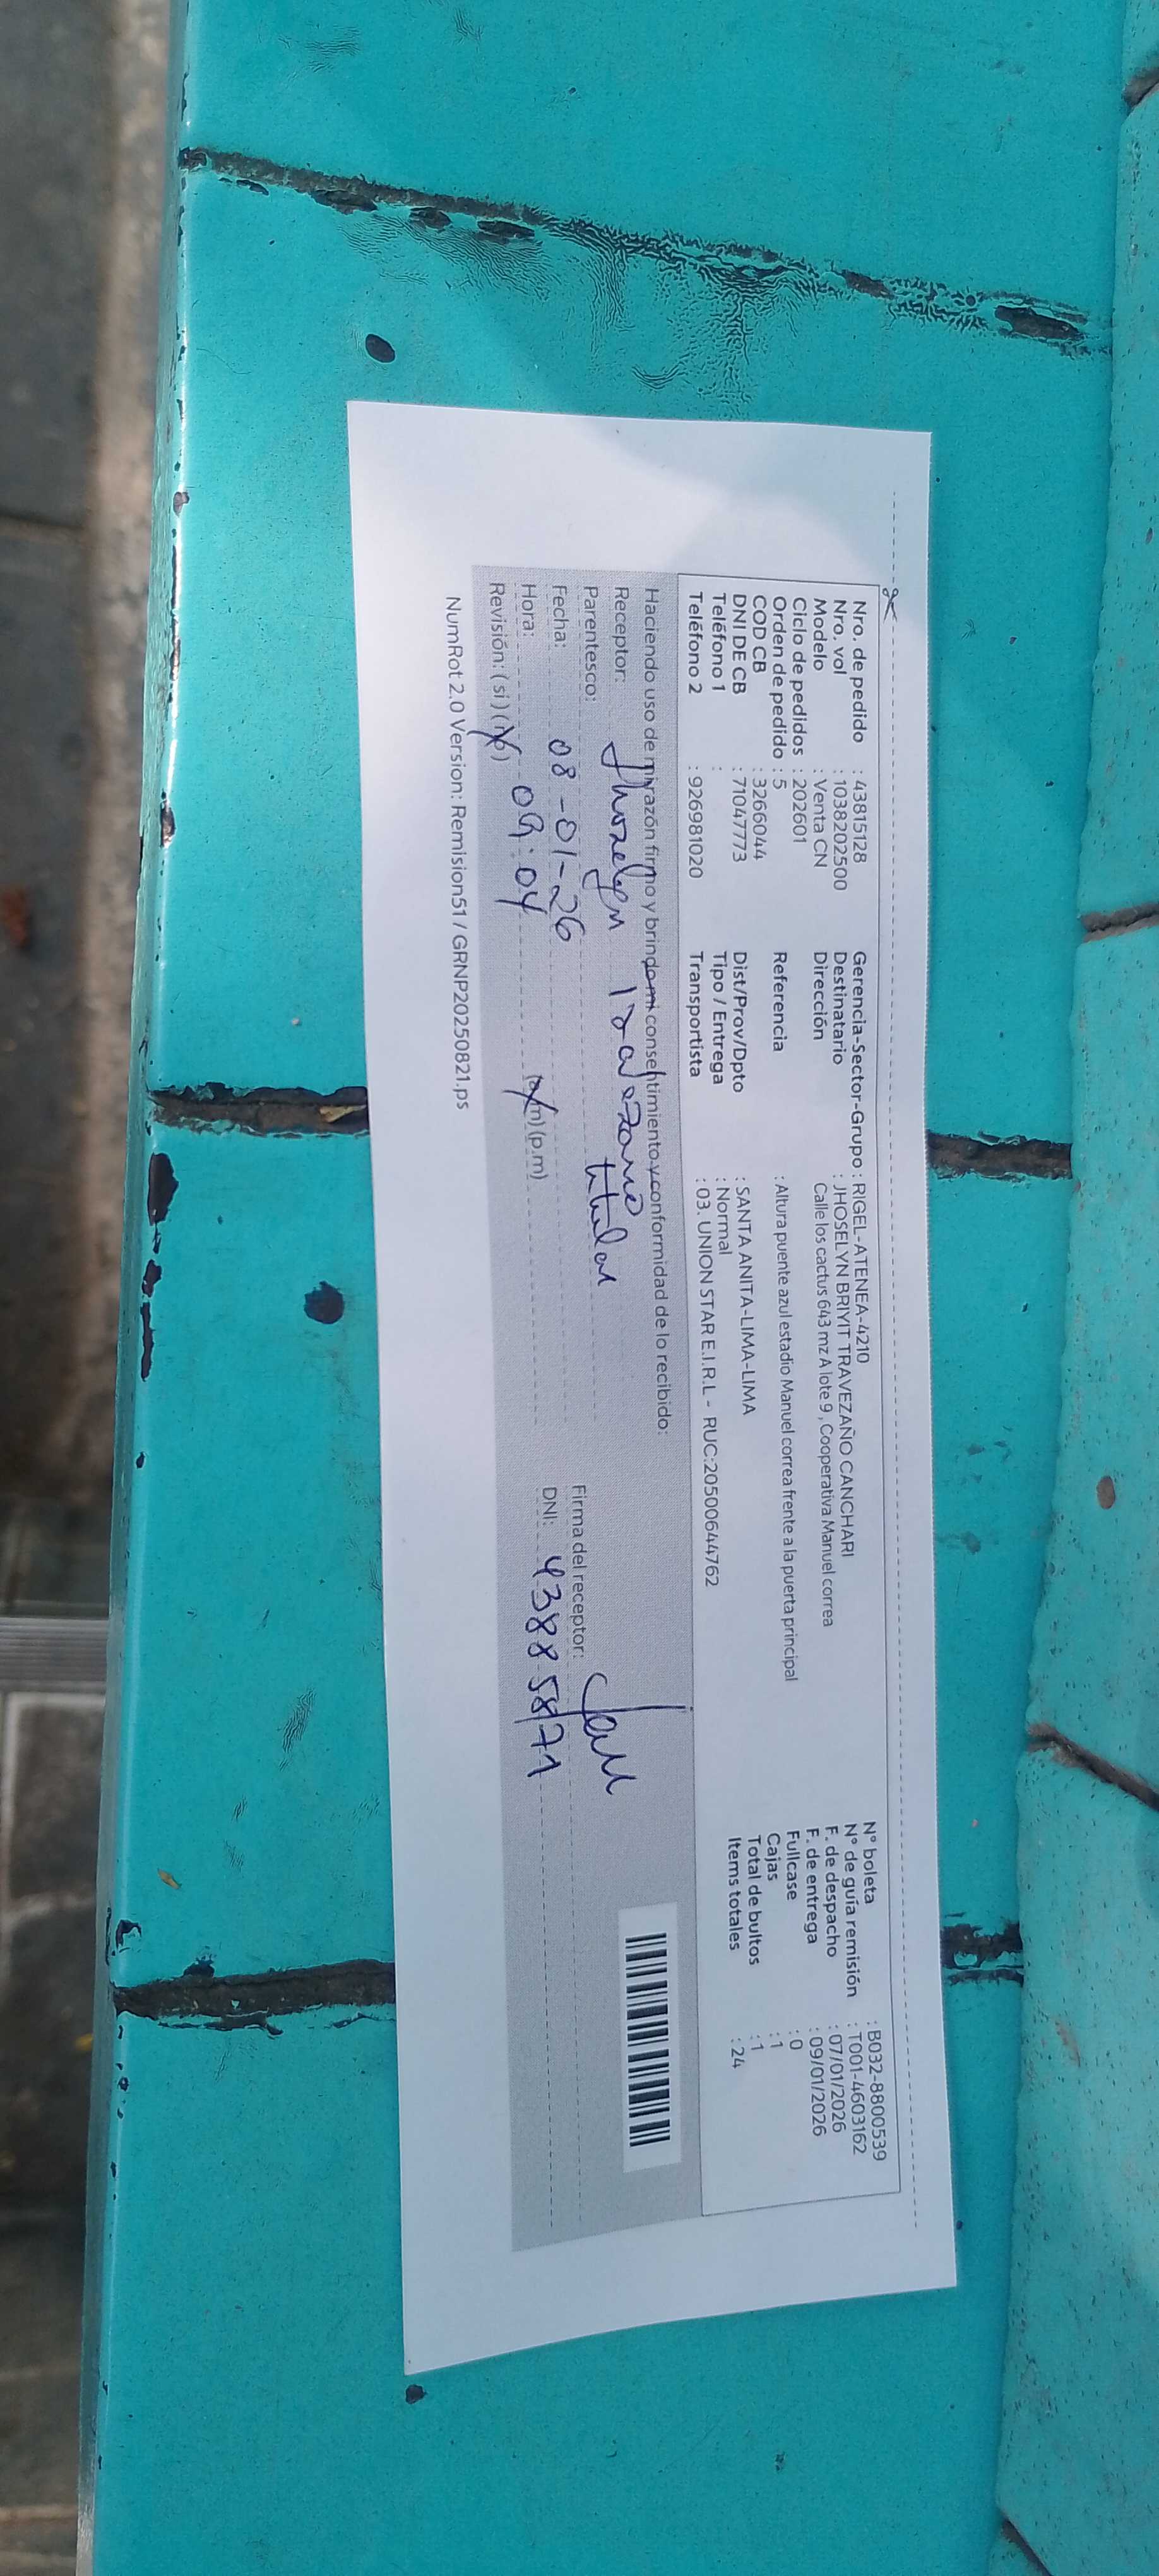 Nro. de pedido : 43815128
Nro. vol : 1038202500
Modelo : Venta CN
Ciclo de pedidos : 202601
Orden de pedido : 5
COD CB : 3266044
DNI DE CB : 71047773
Teléfono 1 :
Teléfono 2 : 926981020
Gerencia-Sector-Grupo : RIGEL-ATENEA-4210
Destinatario : JHOSELYN BRIYIT TRAVEZAÑO CANCHARI
Dirección Calle los cactus 643 mz A lote 9 , Cooperativa Manuel correa
Referencia : Altura puente azul estadio Manuel correa frente a la puerta principal
Dist/Prov/Dpto : SANTA ANITA-LIMA-LIMA
Tipo / Entrega : Normal
Transportista : 03. UNION STAR E.I.R.L - RUC:20500644762
N° boleta : B032-8800539
N° de guía remisión : T001-4603162
F. de despacho : 07/01/2026
F. de entrega : 09/01/2026
Fullcase : 0
Cajas : 1
Total de bultos : 1
Items totales : 24
Haciendo uso de mi razón firmo y brindo mi consentimiento y conformidad de lo recibido:
Receptor:
Parentesco: titular
Fecha: 08-01-26
Hora: 09:04 (a.m) (p.m)
Revisión: (si) (no)
Firma del receptor:
DNI: 43885871
NumRot 2.0 Version: Remision51 / GRNP20250821.ps